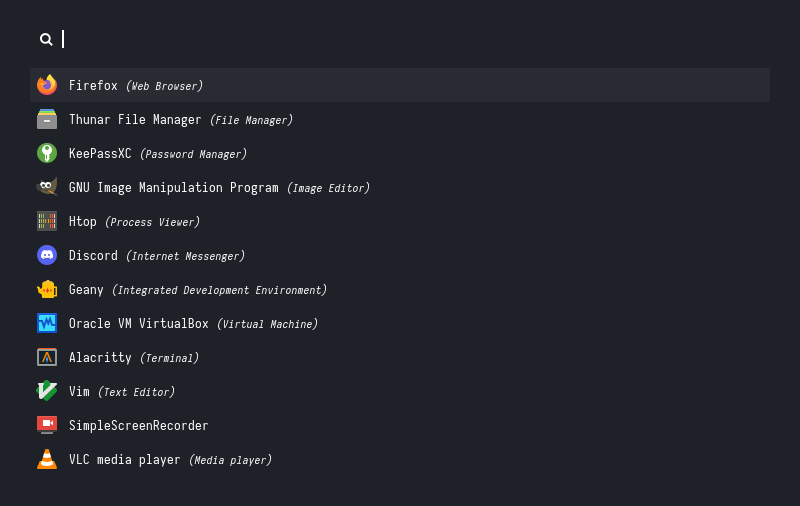 Firefox (Web Browser)
Thunar File Manager (File Manager)
KeePassXC (Password Manager)
GNU Image Manipulation Program (Image Editor)
Htop (Process Viewer)
Discord (Internet Messenger)
Geany (Integrated Development Environment)
Oracle VM VirtualBox (Virtual Machine)
Alacritty (Terminal)
Vim (Text Editor)
SimpleScreenRecorder
VLC media player (Media player)